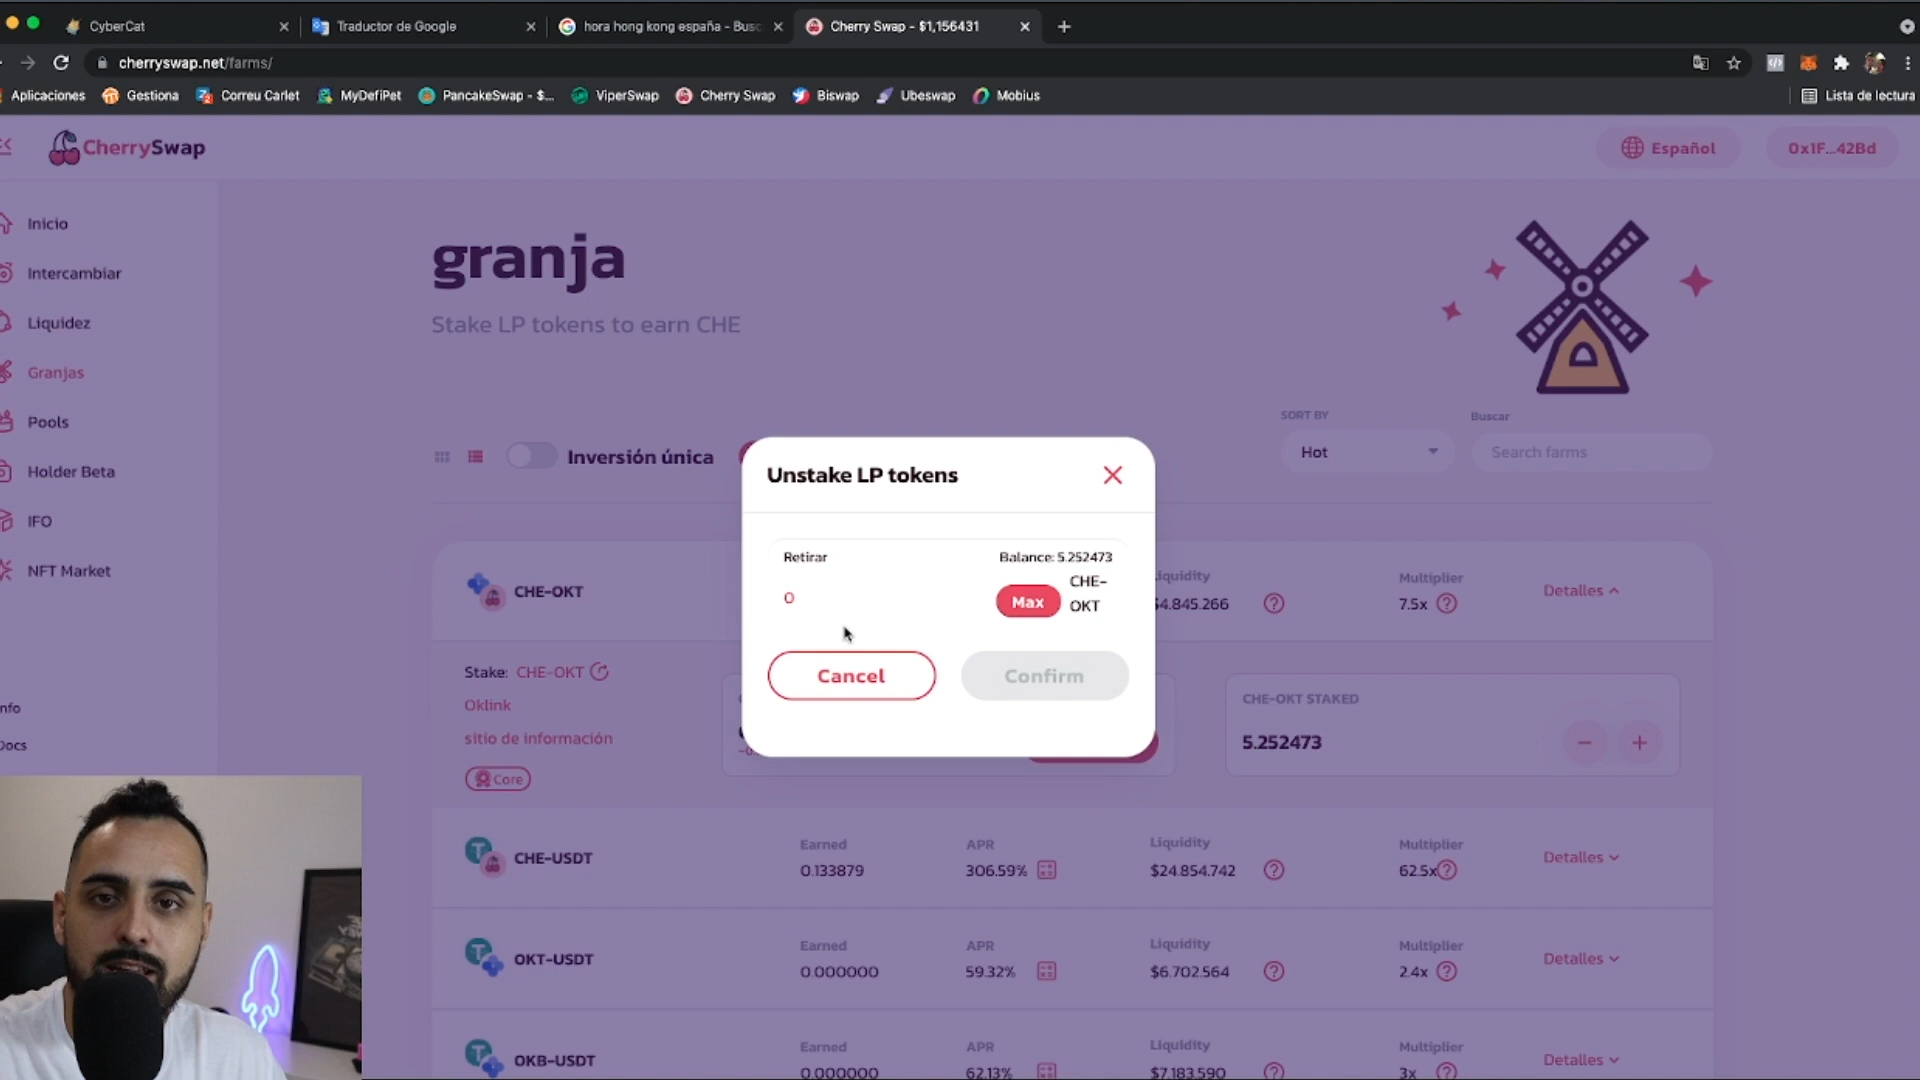 CyberCat
Traductor de Google
hora hong kong españa - Busc
Cherry Swap - $1,156431
cherryswap.net/farms/
Aplicaciones
Gestiona
Correu Carlet
MyDefiPet
PancakeSwap - $...
ViperSwap
Cherry Swap
Biswap
Ubeswap
Mobius
Lista de lectura
CherrySwap
Español
0x1F...42Bd
Inicio
Intercambiar
Liquidez
Granjas
Pools
Holder Beta
IFO
NFT Market
nfo
Docs
granja
Stake LP tokens to earn CHE
Inversión única
SORT BY
Hot
Buscar
Search farms
Unstake LP tokens
Retirar
Balance: 5.252473
0
Max
CHE-
OKT
Cancel
Confirm
CHE-OKT
Liquidity
$4.845.266
Multiplier
7.5x
Detalles
Stake: CHE-OKT
Oklink
sitio de información
Core
CHE-OKT STAKED
5.252473
CHE-USDT
Earned
0.133879
APR
306.59%
Liquidity
$24.854.742
Multiplier
62.5x
Detalles
OKT-USDT
Earned
0.000000
APR
59.32%
Liquidity
$6.702.564
Multiplier
2.4x
Detalles
OKB-USDT
Earned
0.000000
APR
62.13%
Liquidity
$7.183.590
Multiplier
3x
Detalles